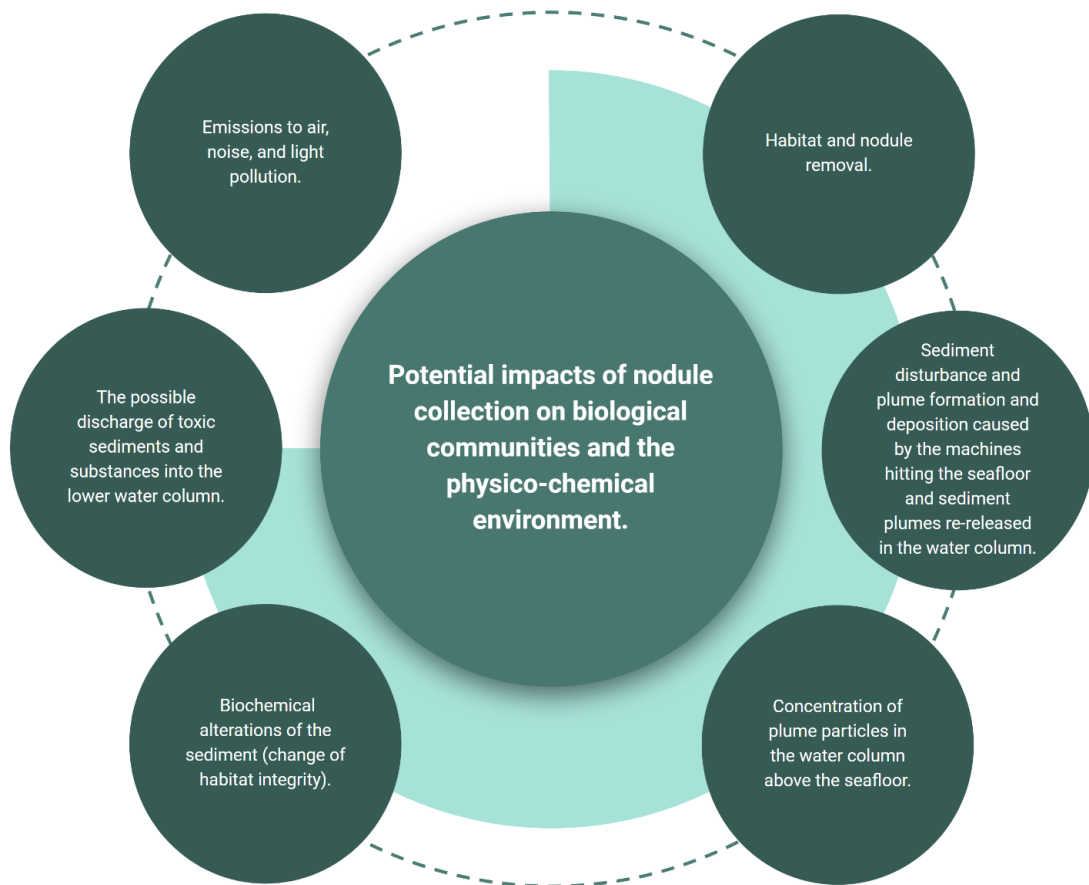 Emissions to air,
noise, and light
pollution.
Habitat and nodule
removal.
The possible
discharge of toxic
sediments and
substances into the
lower water column.
Potential impacts of nodule
collection on biological
communities and the
physico-chemical
environment.
Sediment
disturbance and
plume formation and
deposition caused
by the machines
hitting the seafloor
and sediment
plumes re-released
in the water column.
Biochemical
alterations of the
sediment (change of
habitat integrity).
Concentration of
plume particles in
the water column
above the seafloor.